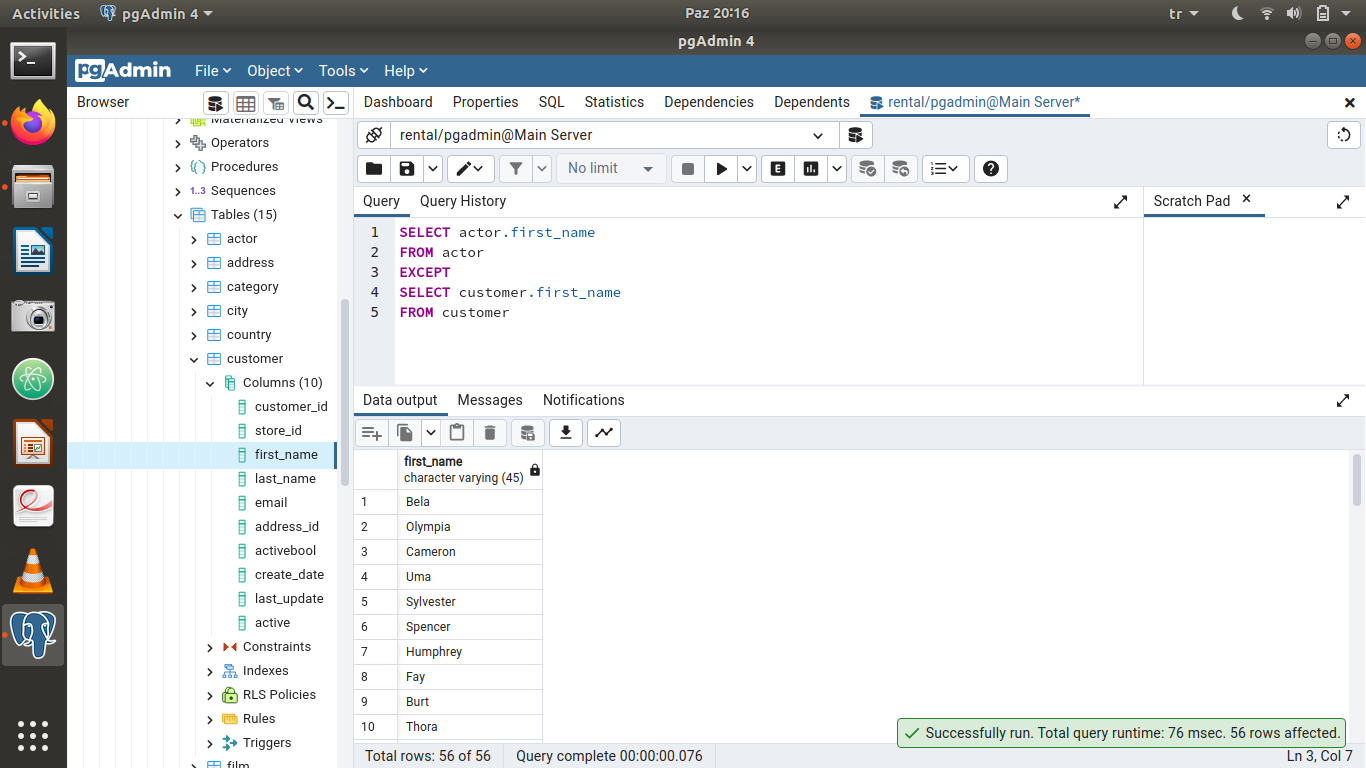 Activities
pgAdmin 4
Paz 20:16
tr
pgAdmin 4
pgAdmin
File
Object
Tools
Help
Browser
Dashboard
Properties
SQL
Statistics
Dependencies
Dependents
rental/pgadmin@Main Server*
Materialized Views
Operators
Procedures
1..3 Sequences
Tables (15)
actor
address
category
city
country
customer
Columns (10)
customer_id
store_id
first_name
last_name
email
address_id
activebool
create_date
last_update
active
Constraints
Indexes
RLS Policies
Rules
Triggers
film
rental/pgadmin@Main Server
No limit
E
Query
Query History
Scratch Pad
1 SELECT actor.first_name
2 FROM actor
3 EXCEPT
4 SELECT customer.first_name
5 FROM customer
Data output
Messages
Notifications
first_name
character varying (45)
1 Bela
2 Olympia
3 Cameron
4 Uma
5 Sylvester
6 Spencer
7 Humphrey
8 Fay
9 Burt
10 Thora
Successfully run. Total query runtime: 76 msec. 56 rows affected.
Total rows: 56 of 56
Query complete 00:00:00.076
Ln 3, Col 7